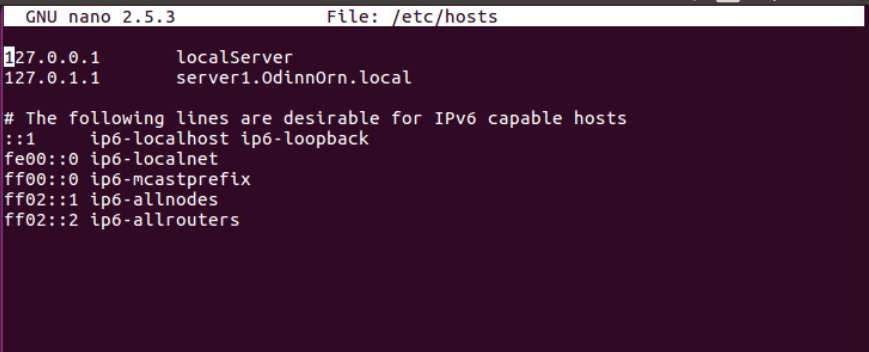 GNU nano 2.5.3 File: /etc/hosts
127.0.0.1 localServer
127.0.1.1 server1.OdinnOrn.local
# The following lines are desirable for IPv6 capable hosts
::1 ip6-localhost ip6-loopback
fe00::0 ip6-localnet
ff00::0 ip6-mcastprefix
ff02::1 ip6-allnodes
ff02::2 ip6-allrouters